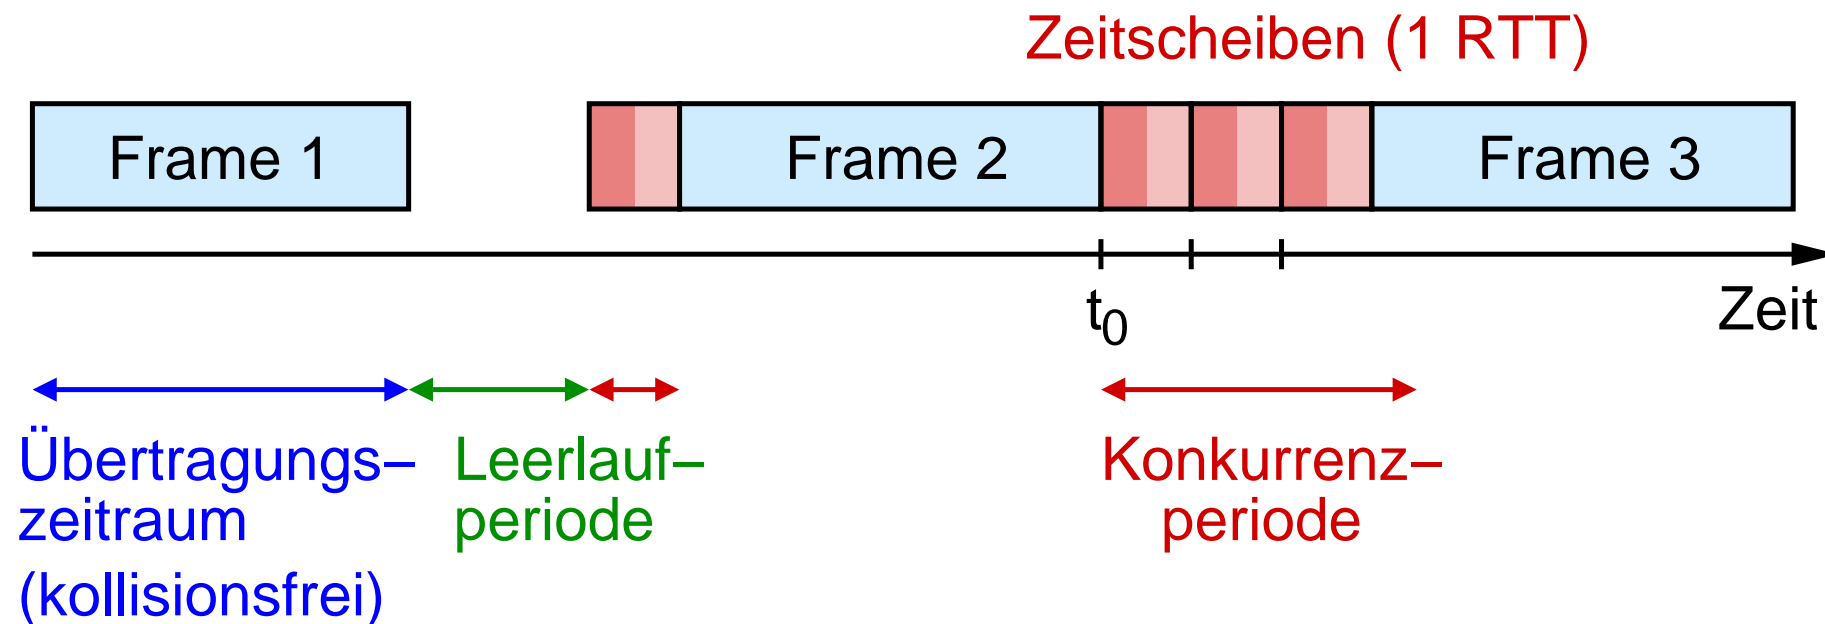 Zeitscheiben (1 RTT)
Frame 1
Frame 2
Frame 3
t0
Zeit
Übertragungs–
zeitraum
(kollisionsfrei)
Leerlauf–
periode
Konkurrenz–
periode